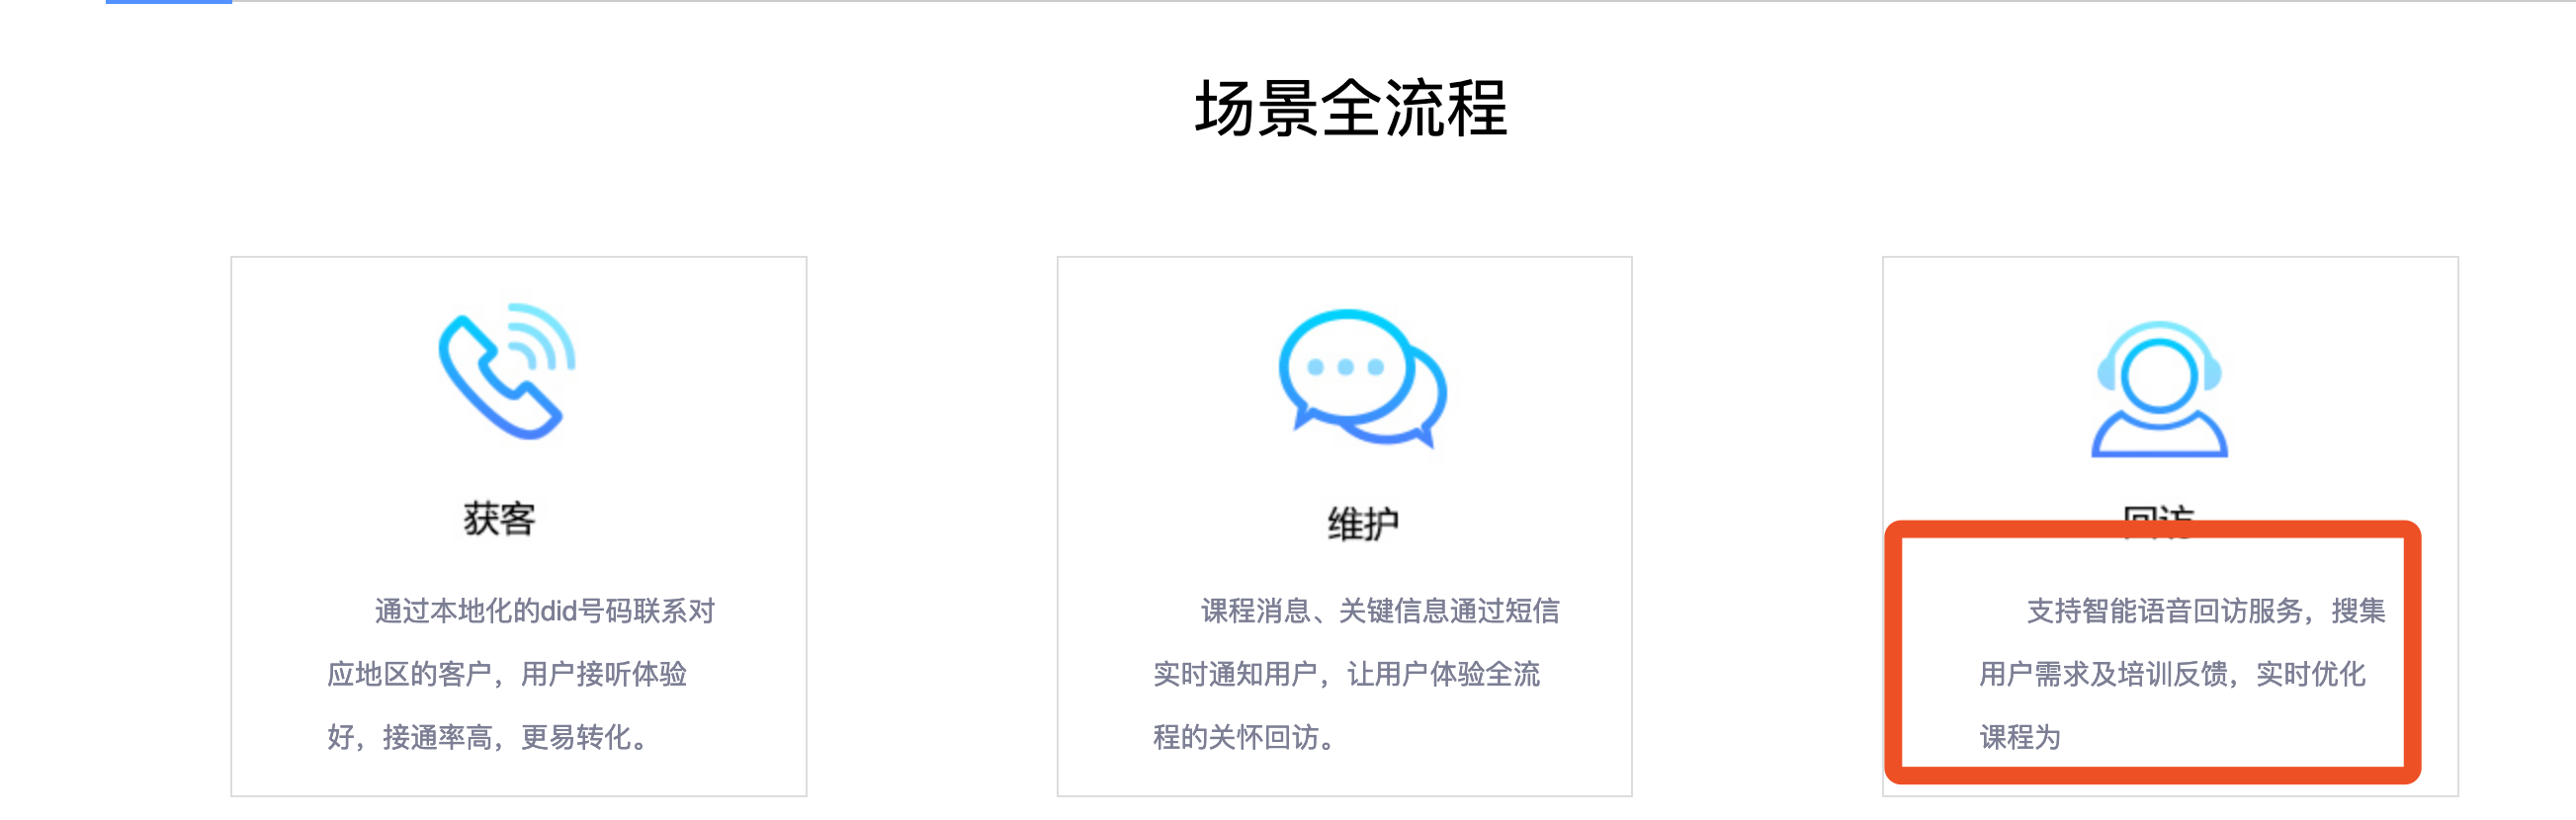 场景全流程
获客
通过本地化的did号码联系对
应地区的客户，用户接听体验
好，接通率高，更易转化。
维护
课程消息、关键信息通过短信
实时通知用户，让用户体验全流
程的关怀回访。
回访
支持智能语音回访服务，搜集
用户需求及培训反馈，实时优化
课程为